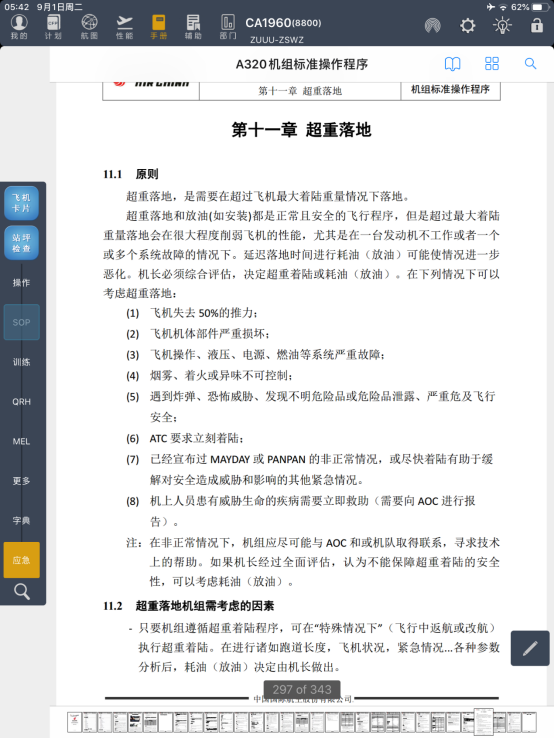 05:42 9月1日周二
62%
我的
计划
航图
性能
手册
辅助
部门
CA1960(8800)
ZUUU-ZSWZ
A320机组标准操作程序
AIR CHINA
第十一章 超重落地
机组标准操作程序
第十一章 超重落地
11.1 原则
超重落地，是需要在超过飞机最大着陆重量情况下落地。
超重落地和放油(如安装)都是正常且安全的飞行程序，但是超过最大着陆
重量落地会在很大程度削弱飞机的性能，尤其是在一台发动机不工作或者一个
或多个系统故障的情况下。延迟落地时间进行耗油（放油）可能使情况进一步
恶化。机长必须综合评估，决定超重着陆或耗油（放油）。在下列情况下可以
考虑超重落地：
(1) 飞机失去 50%的推力；
(2) 飞机机体部件严重损坏；
(3) 飞机操作、液压、电源、燃油等系统严重故障；
(4) 烟雾、着火或异味不可控制；
(5) 遇到炸弹、恐怖威胁、发现不明危险品或危险品泄露、严重危及飞行
安全；
(6) ATC 要求立刻着陆；
(7) 已经宣布过 MAYDAY 或 PANPAN 的非正常情况，或尽快着陆有助于缓
解对安全造成威胁和影响的其他紧急情况。
(8) 机上人员患有威胁生命的疾病需要立即救助（需要向 AOC 进行报
告）。
注：在非正常情况下，机组应尽可能与 AOC 和或机队取得联系，寻求技术
上的帮助。如果机长经过全面评估，认为不能保障超重着陆的安全
性，可以考虑耗油（放油）。
11.2 超重落地机组需考虑的因素
- 只要机组遵循超重着陆程序，可在“特殊情况下”（飞行中返航或改航）
执行超重着陆。在进行诸如跑道长度，飞机状况，紧急情况...各种参数
分析后，耗油（放油）决定由机长做出。
297 of 343
飞机
卡片
站坪
检查
操作
SOP
训练
QRH
MEL
更多
字典
应急